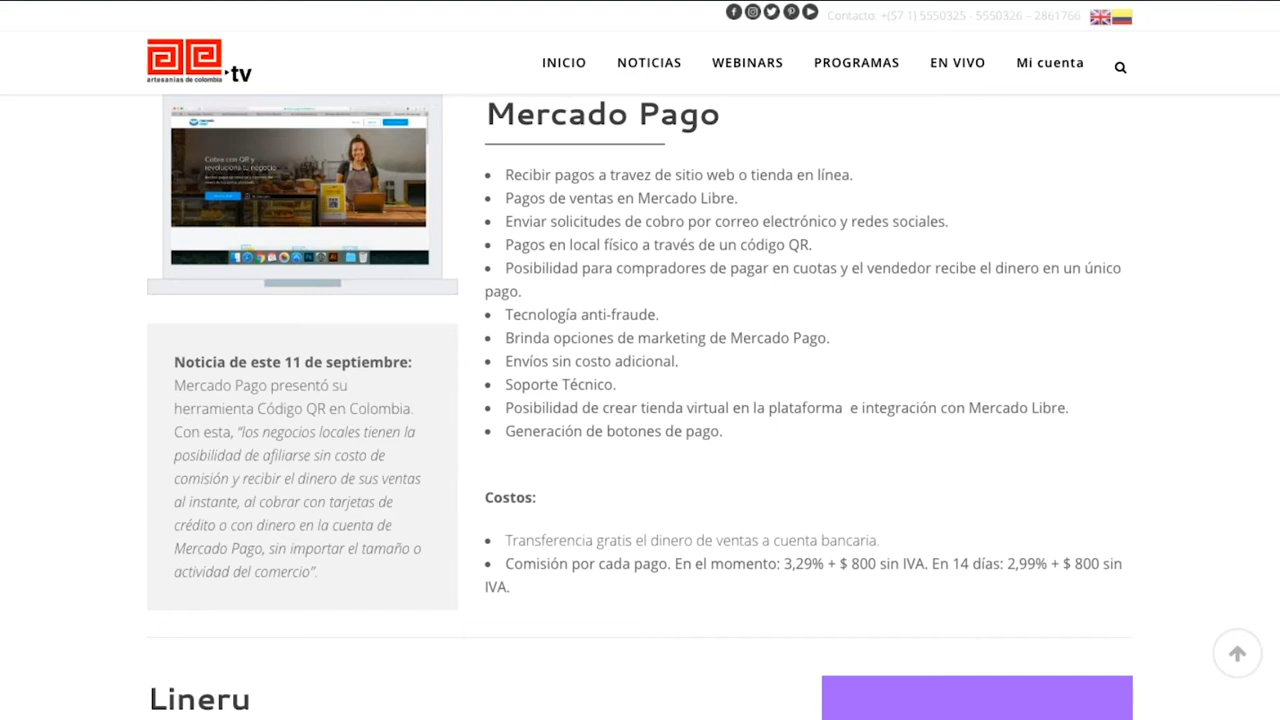 Contacto: +(57 1) 5550325 - 5550326 – 2861766
artesanías de colombia
tv
INICIO
NOTICIAS
WEBINARS
PROGRAMAS
EN VIVO
Mi cuenta
Cobra con QR y
revoluciona tu negocio
Noticia de este 11 de septiembre:
Mercado Pago presentó su
herramienta Código QR en Colombia.
Con esta, “los negocios locales tienen la
posibilidad de afiliarse sin costo de
comisión y recibir el dinero de sus ventas
al instante, al cobrar con tarjetas de
crédito o con dinero en la cuenta de
Mercado Pago, sin importar el tamaño o
actividad del comercio”.
Mercado Pago
Recibir pagos a travez de sitio web o tienda en línea.
Pagos de ventas en Mercado Libre.
Enviar solicitudes de cobro por correo electrónico y redes sociales.
Pagos en local físico a través de un código QR.
Posibilidad para compradores de pagar en cuotas y el vendedor recibe el dinero en un único
pago.
Tecnología anti-fraude.
Brinda opciones de marketing de Mercado Pago.
Envíos sin costo adicional.
Soporte Técnico.
Posibilidad de crear tienda virtual en la plataforma  e integración con Mercado Libre.
Generación de botones de pago.
Costos:
Transferencia gratis el dinero de ventas a cuenta bancaria.
Comisión por cada pago. En el momento: 3,29% + $ 800 sin IVA. En 14 días: 2,99% + $ 800 sin
IVA.
Lineru